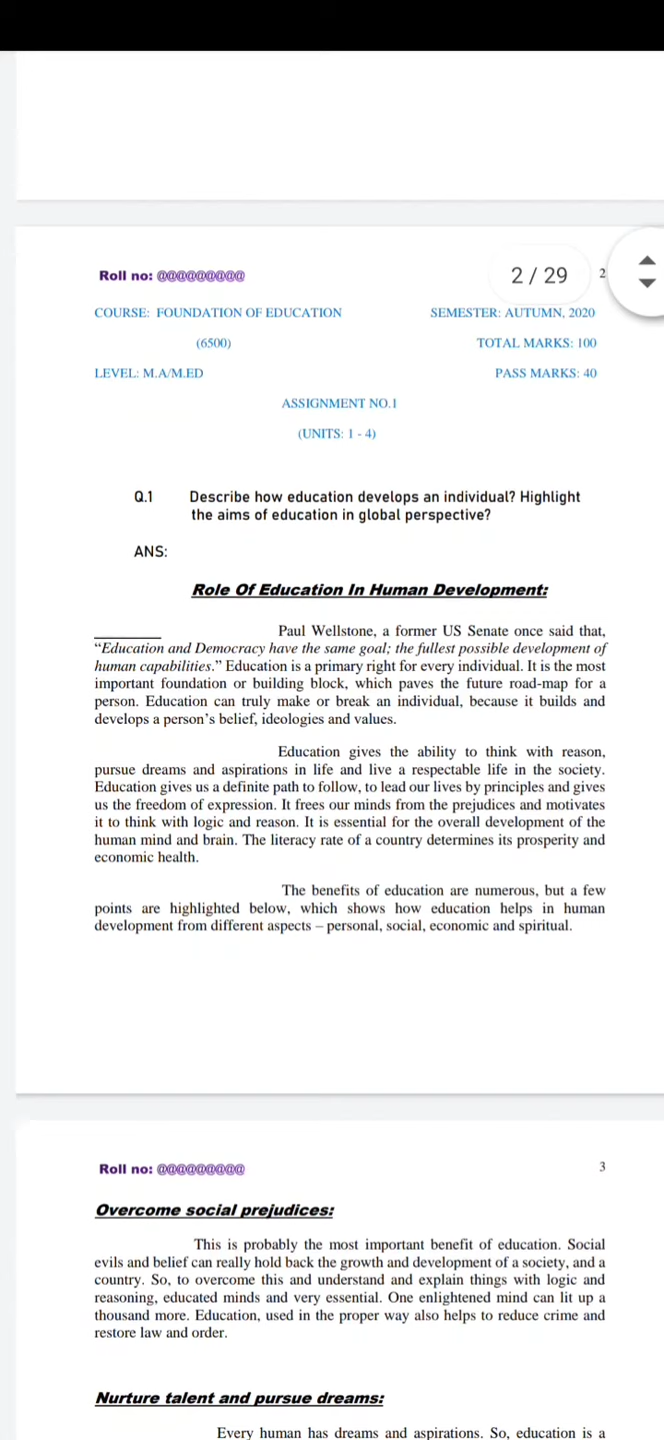 Roll no: @@@@@@@@@
2 / 29
2
COURSE: FOUNDATION OF EDUCATION
SEMESTER: AUTUMN, 2020
(6500)
TOTAL MARKS: 100
LEVEL: M.A/M.ED
PASS MARKS: 40
ASSIGNMENT NO.1
(UNITS: 1 - 4)
Q.1 Describe how education develops an individual? Highlight
the aims of education in global perspective?
ANS:
Role Of Education In Human Development:
Paul Wellstone, a former US Senate once said that,
“Education and Democracy have the same goal; the fullest possible development of
human capabilities.” Education is a primary right for every individual. It is the most
important foundation or building block, which paves the future road-map for a
person. Education can truly make or break an individual, because it builds and
develops a person’s belief, ideologies and values.
Education gives the ability to think with reason,
pursue dreams and aspirations in life and live a respectable life in the society.
Education gives us a definite path to follow, to lead our lives by principles and gives
us the freedom of expression. It frees our minds from the prejudices and motivates
it to think with logic and reason. It is essential for the overall development of the
human mind and brain. The literacy rate of a country determines its prosperity and
economic health.
The benefits of education are numerous, but a few
points are highlighted below, which shows how education helps in human
development from different aspects – personal, social, economic and spiritual.
Roll no: @@@@@@@@@
3
Overcome social prejudices:
This is probably the most important benefit of education. Social
evils and belief can really hold back the growth and development of a society, and a
country. So, to overcome this and understand and explain things with logic and
reasoning, educated minds and very essential. One enlightened mind can lit up a
thousand more. Education, used in the proper way also helps to reduce crime and
restore law and order.
Nurture talent and pursue dreams:
Every human has dreams and aspirations. So, education is a